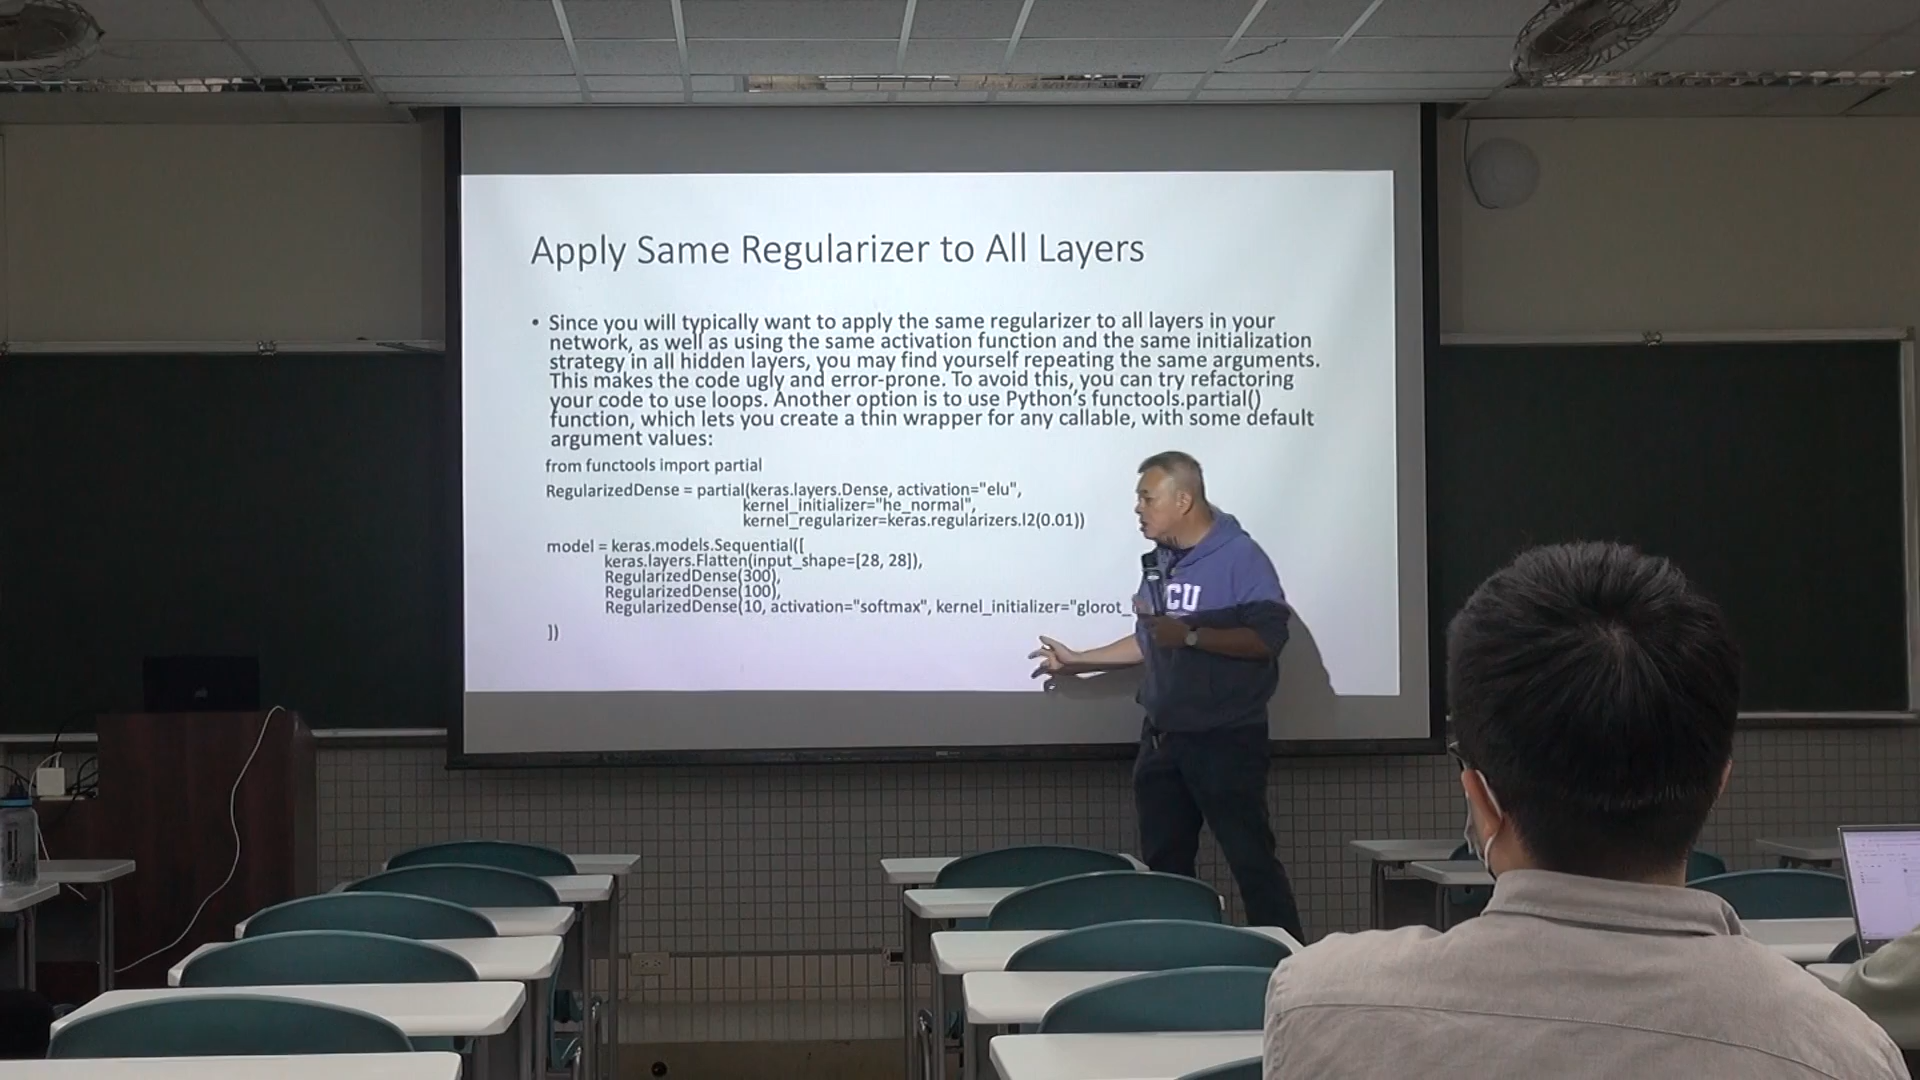 Apply Same Regularizer to All Layers
• Since you will typically want to apply the same regularizer to all layers in your
network, as well as using the same activation function and the same initialization
strategy in all hidden layers, you may find yourself repeating the same arguments.
This makes the code ugly and error-prone. To avoid this, you can try refactoring
your code to use loops. Another option is to use Python's functools.partial()
function, which lets you create a thin wrapper for any callable, with some default
argument values:
from functools import partial
RegularizedDense = partial(keras.layers.Dense, activation="elu",
kernel_initializer="he_normal",
kernel_regularizer=keras.regularizers.l2(0.01))
model = keras.models.Sequential([
keras.layers.Flatten(input_shape=[28, 28]),
RegularizedDense(300),
RegularizedDense(100),
RegularizedDense(10, activation="softmax", kernel_initializer="glorot_
])
CU